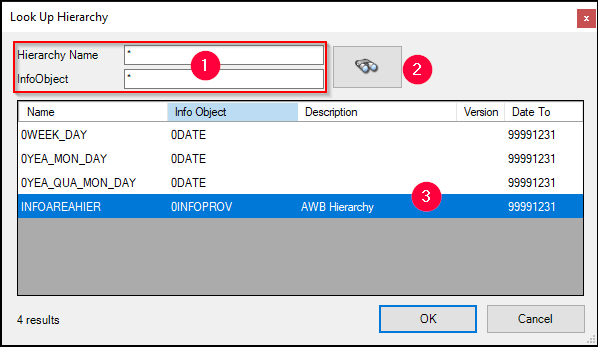 Look Up Hierarchy
x
Hierarchy Name *
1
2
InfoObject *
Name Info Object Description Version Date To
0WEEK_DAY 0DATE 99991231
0YEA_MON_DAY 0DATE 99991231
0YEA_QUA_MON_DAY 0DATE 99991231
INFOAREAHIER 0INFOPROV AWB Hierarchy 3 99991231
4 results
OK
Cancel